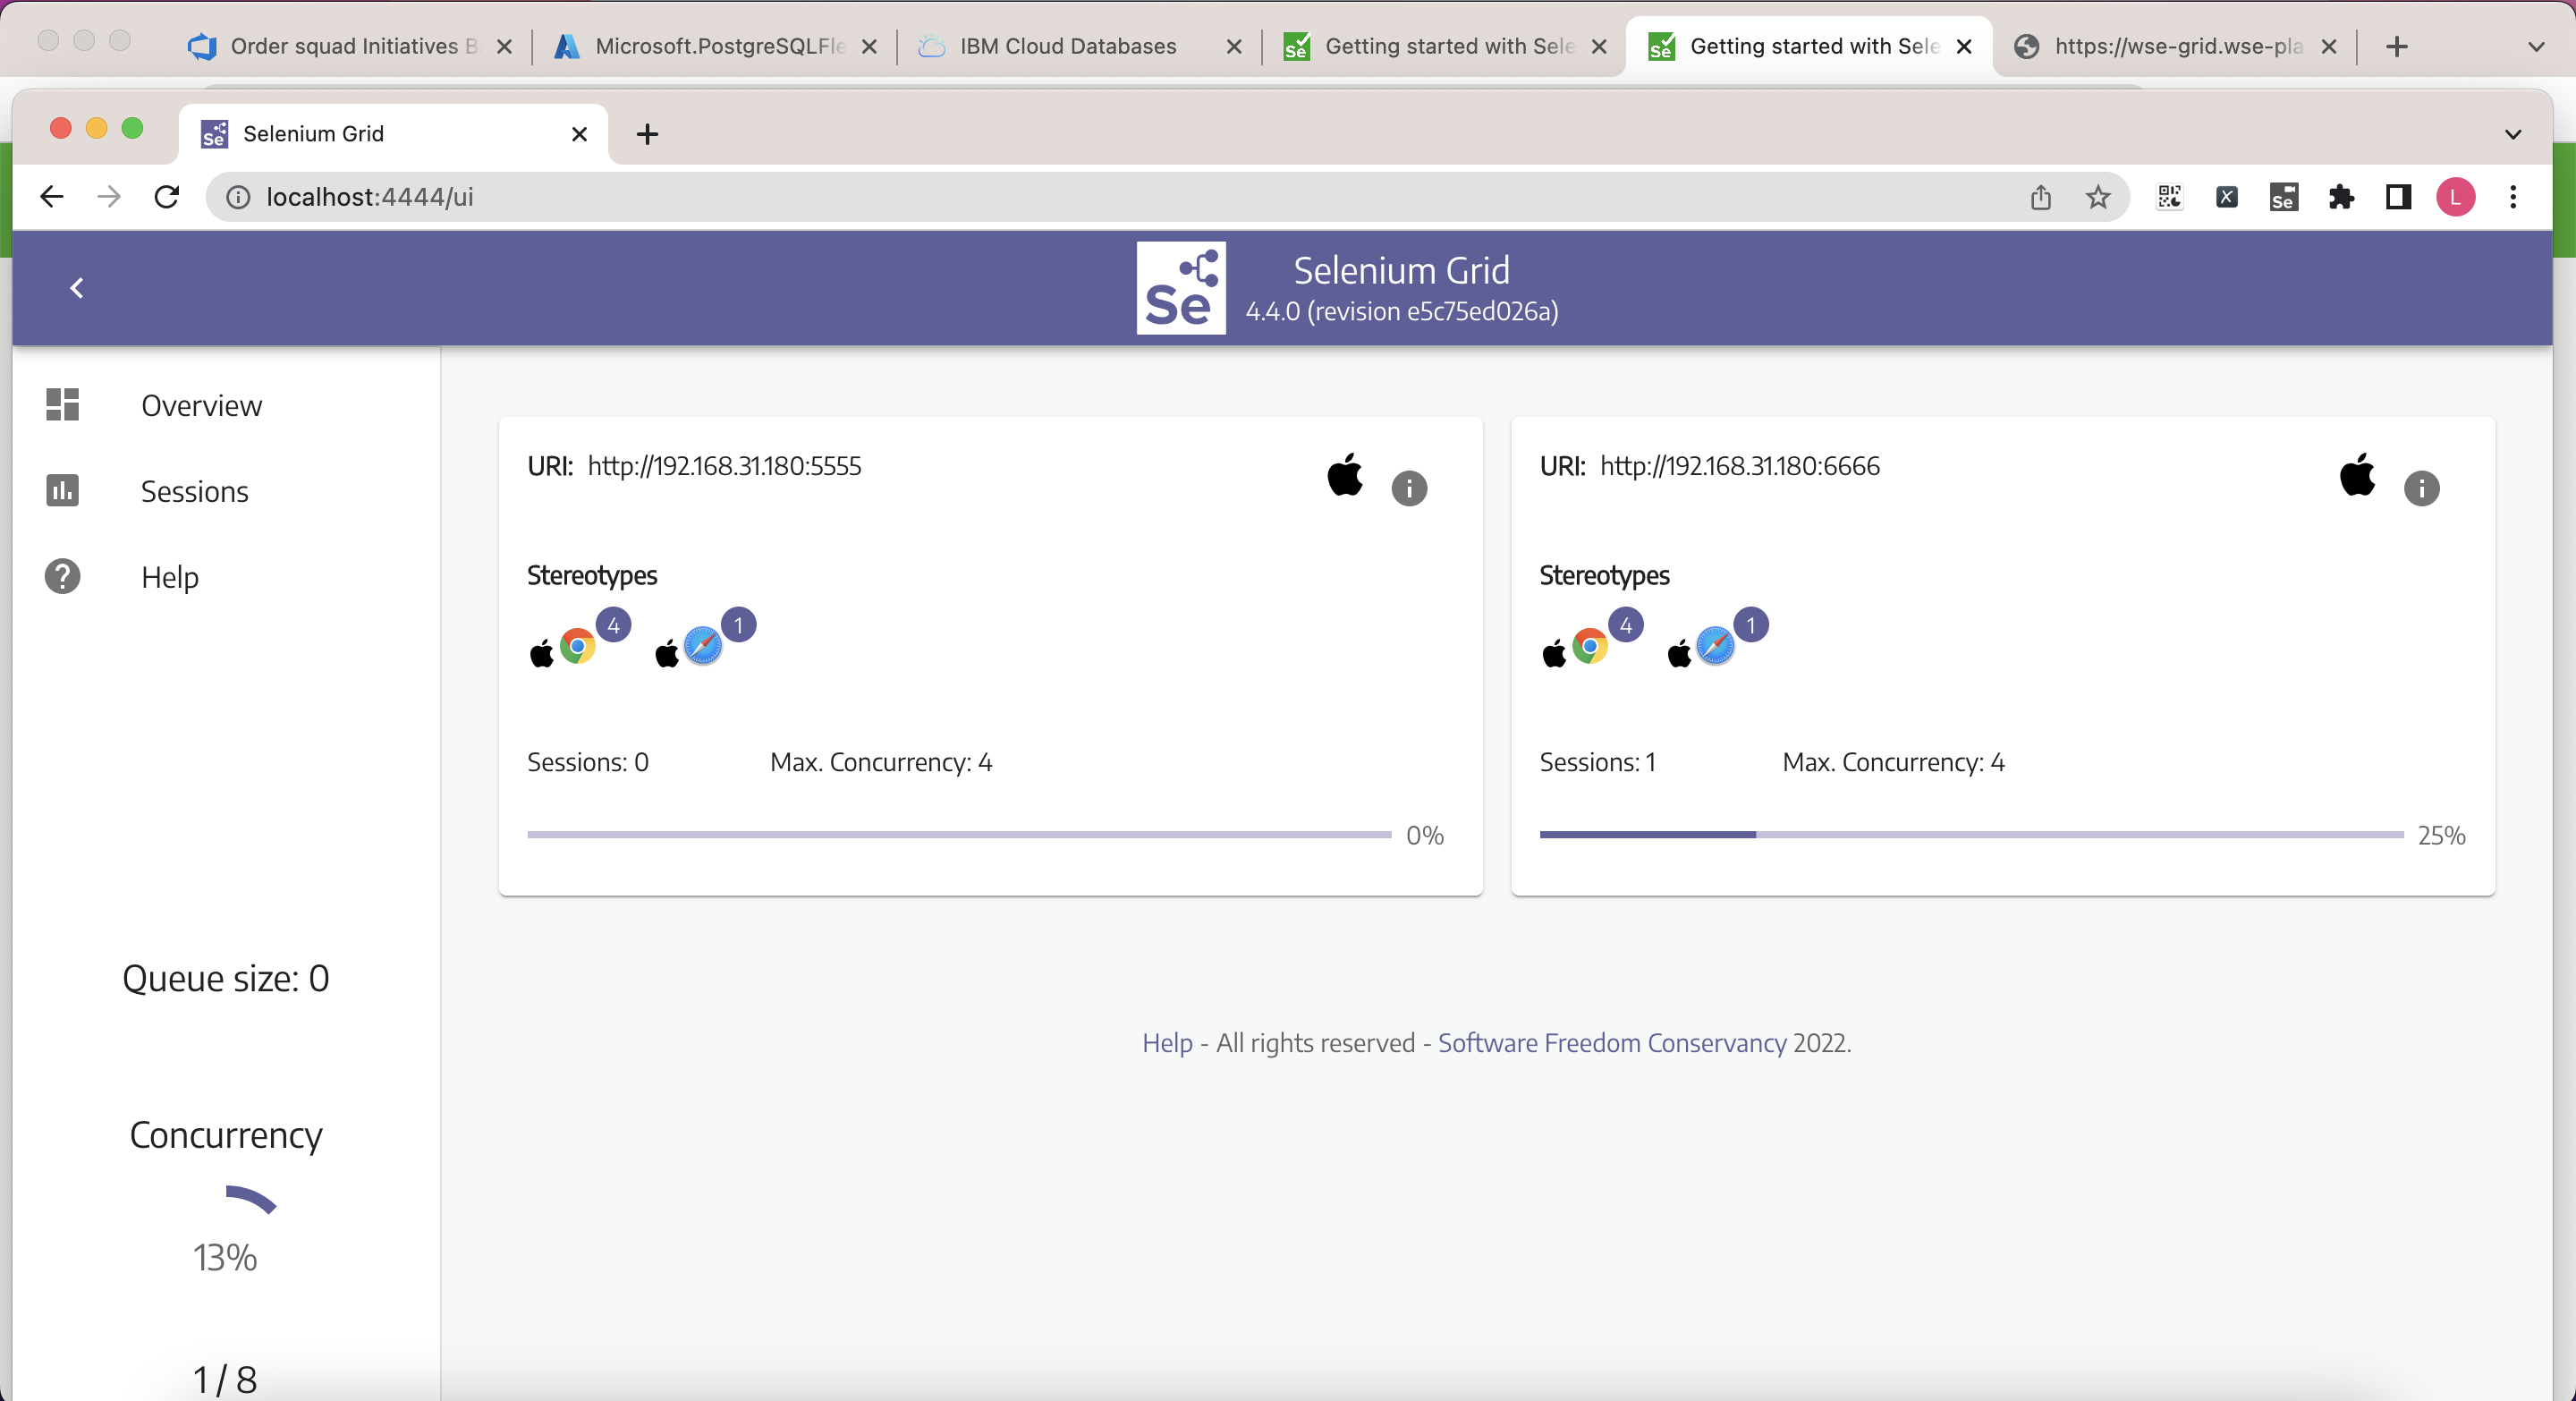 Order squad Initiatives B
Microsoft.PostgreSQLFle
IBM Cloud Databases
Getting started with Sele
Getting started with Sele
https://wse-grid.wse-pla
Selenium Grid
localhost:4444/ui
L
Se
Selenium Grid
4.4.0 (revision e5c75ed026a)
Overview
Sessions
Help
URI: http://192.168.31.180:5555
Stereotypes
4
1
Sessions: 0 Max. Concurrency: 4
0%
URI: http://192.168.31.180:6666
Stereotypes
4
1
Sessions: 1 Max. Concurrency: 4
25%
Queue size: 0
Concurrency
13%
1 / 8
Help - All rights reserved - Software Freedom Conservancy 2022.